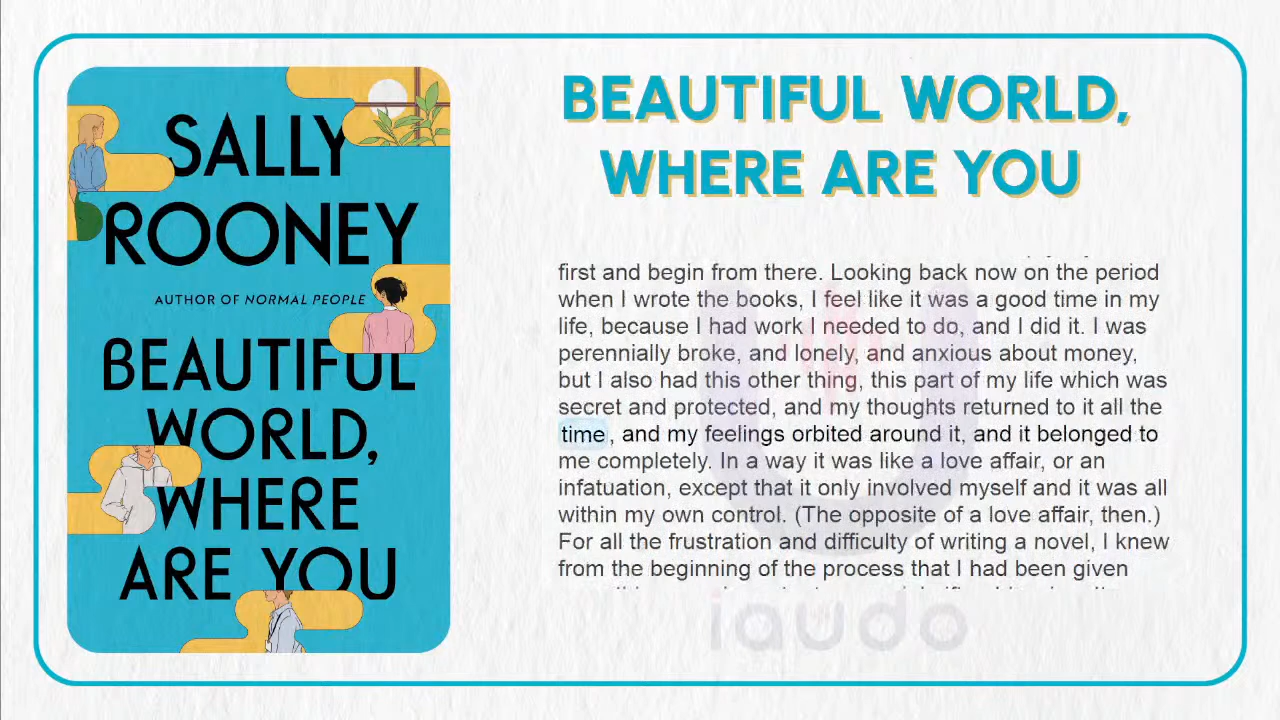 SALLY
ROONEY
AUTHOR OF NORMAL PEOPLE
BEAUTIFUL
WORLD,
WHERE
ARE YOU
BEAUTIFUL WORLD,
WHERE ARE YOU
first and begin from there. Looking back now on the period
when I wrote the books, I feel like it was a good time in my
life, because I had work I needed to do, and I did it. I was
perennially broke, and lonely, and anxious about money,
but I also had this other thing, this part of my life which was
secret and protected, and my thoughts returned to it all the
time, and my feelings orbited around it, and it belonged to
me completely. In a way it was like a love affair, or an
infatuation, except that it only involved myself and it was all
within my own control. (The opposite of a love affair, then.)
For all the frustration and difficulty of writing a novel, I knew
from the beginning of the process that I had been given
iaudo